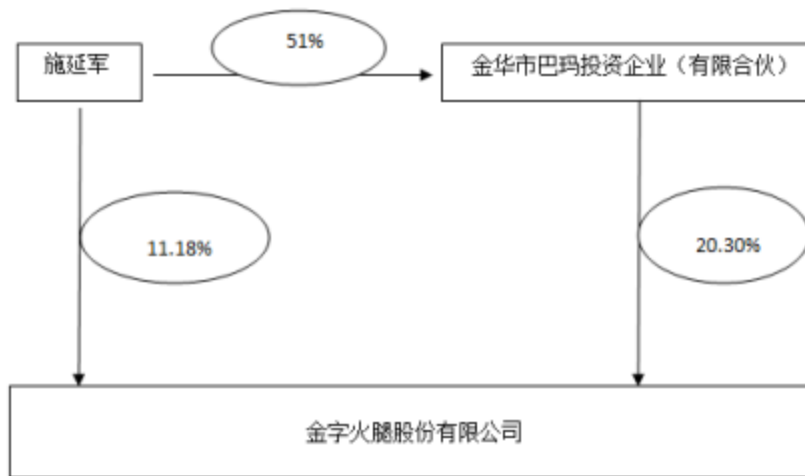 51%
施延军
金华市巴玛投资企业（有限合伙）
11.18%
20.30%
金字火腿股份有限公司